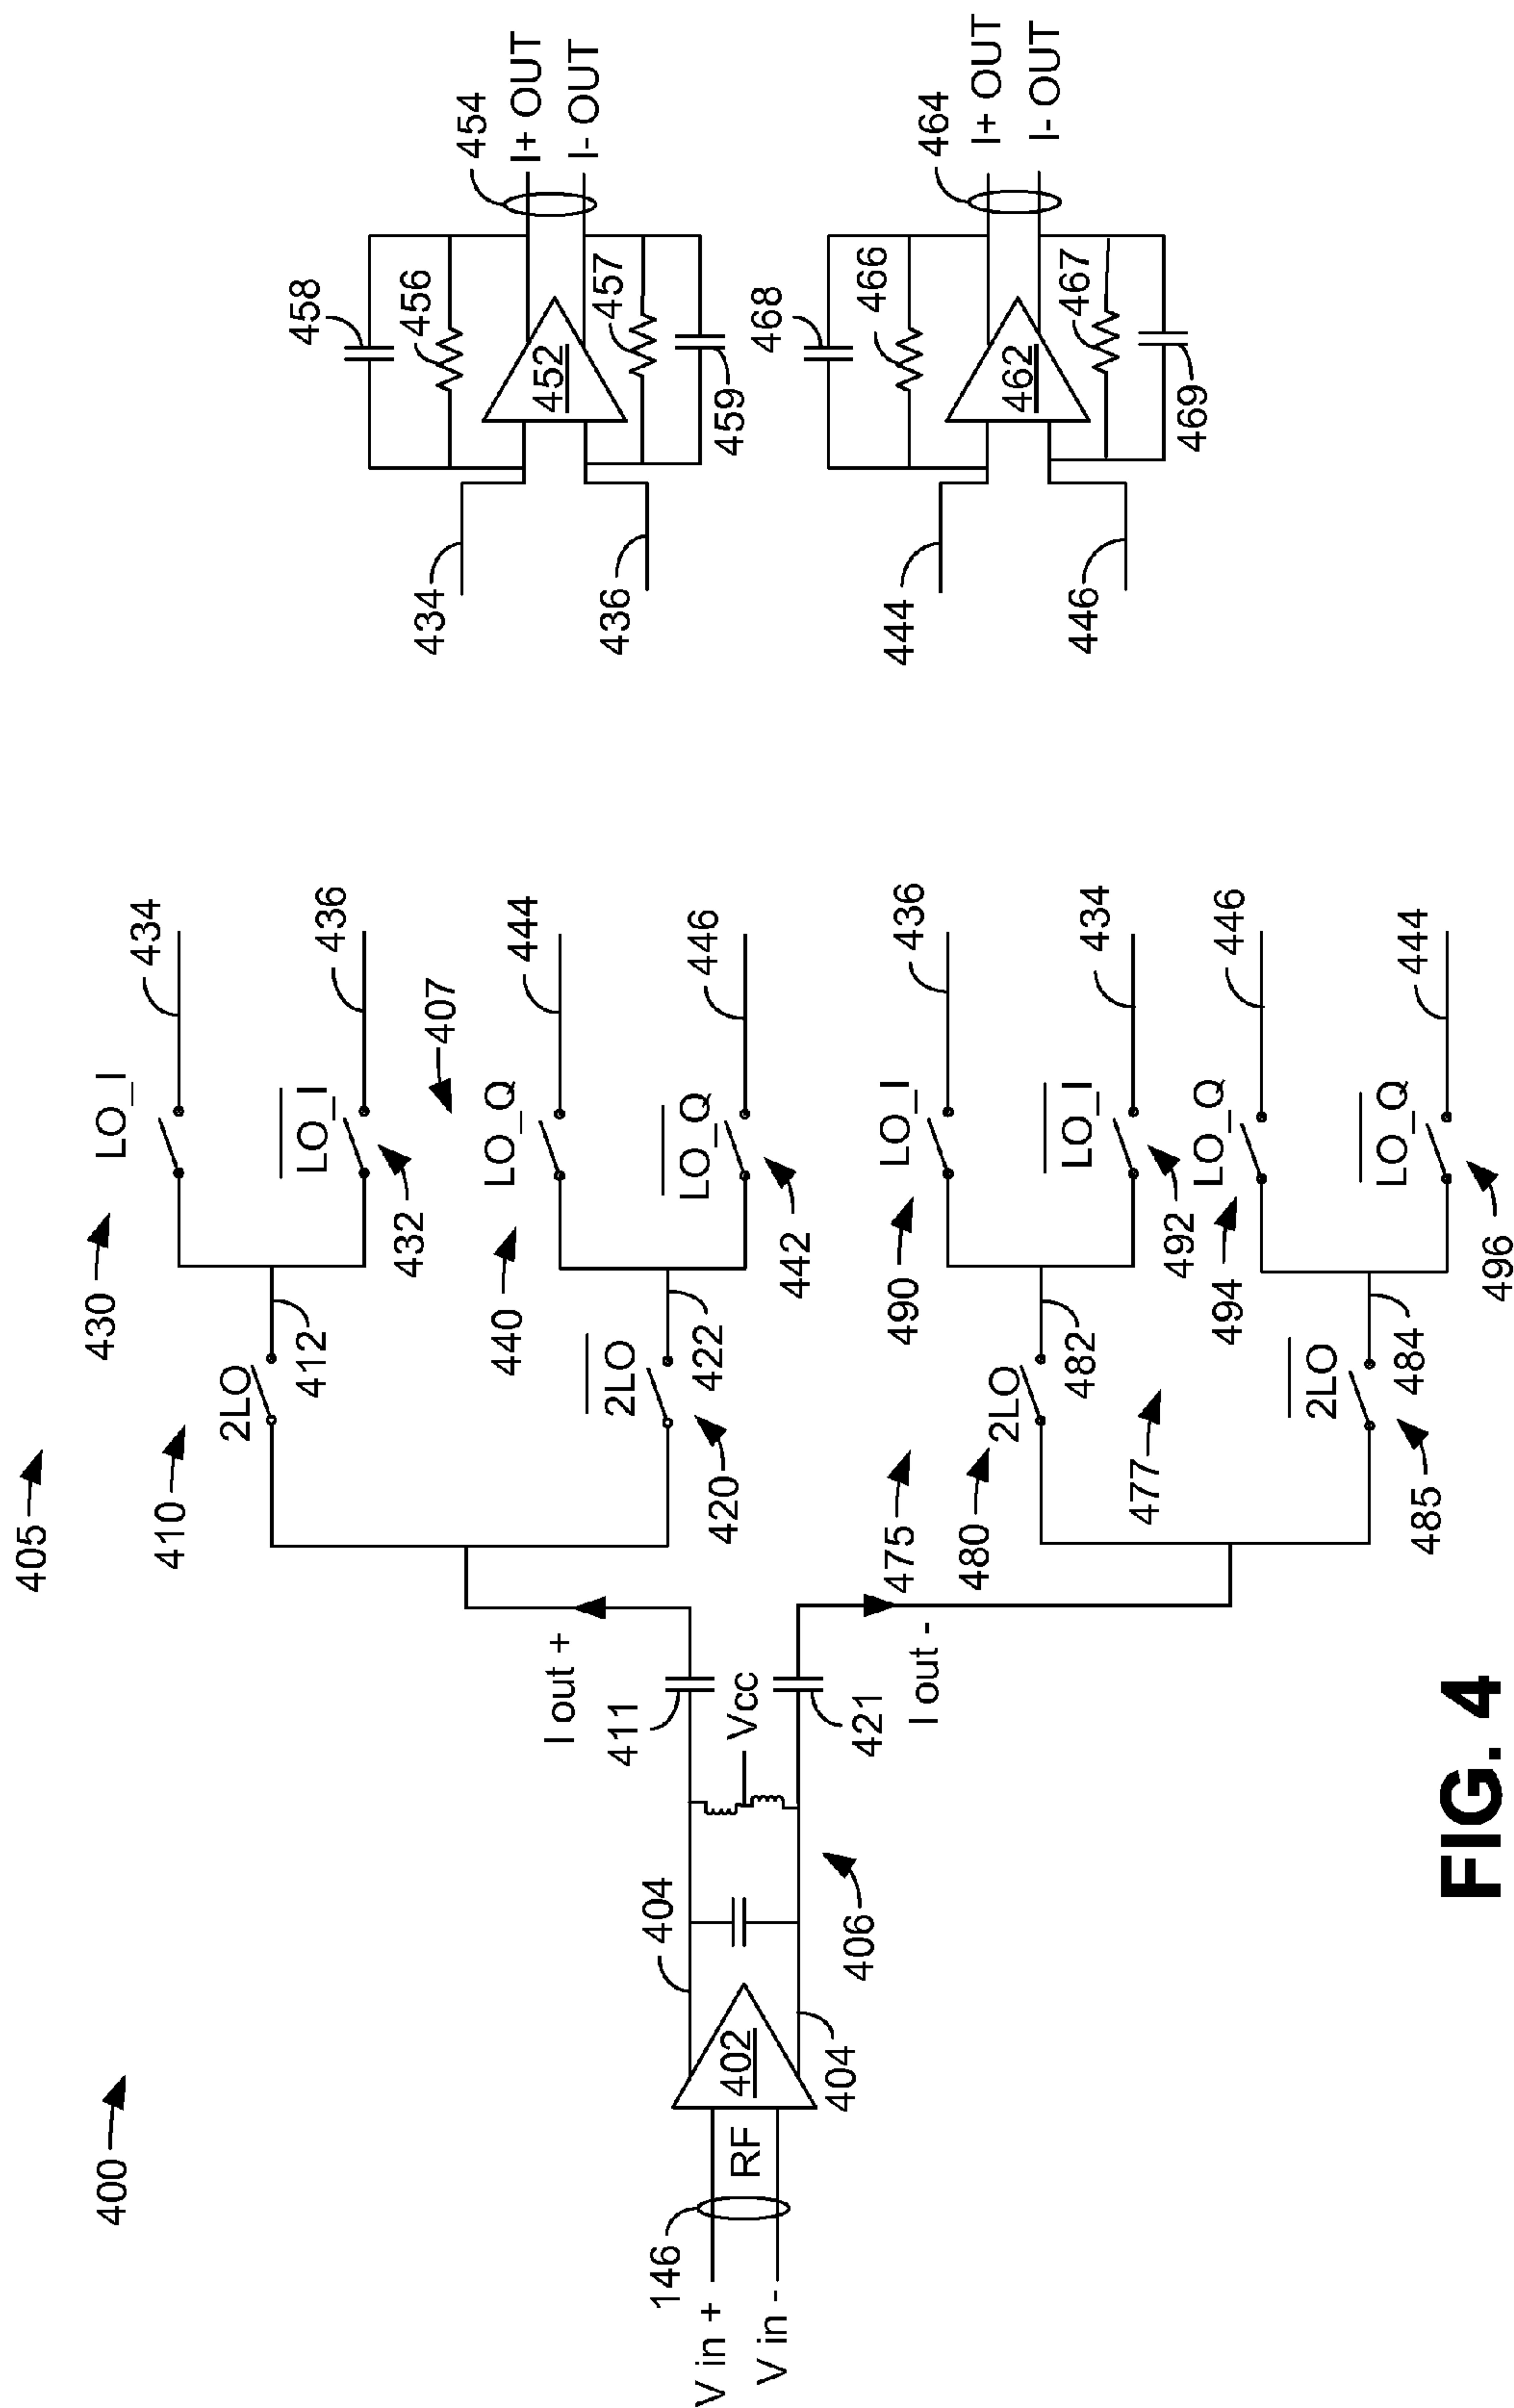 400
405
410
430
LO_I
434
2LO
412
LO_I
432
436
407
440
LO_Q
444
2LO
420
422
LO_Q
442
446
I out +
411
404
146
V in +
RF
V in -
402
404
406
Vcc
421
I out -
475
480
2LO
482
490
LO_I
436
LO_I
492
434
477
494
LO_Q
446
2LO
485
484
LO_Q
496
444
458
456
434
452
454
I+ OUT
I- OUT
457
436
459
468
466
444
462
464
I+ OUT
I- OUT
467
446
469
FIG. 4